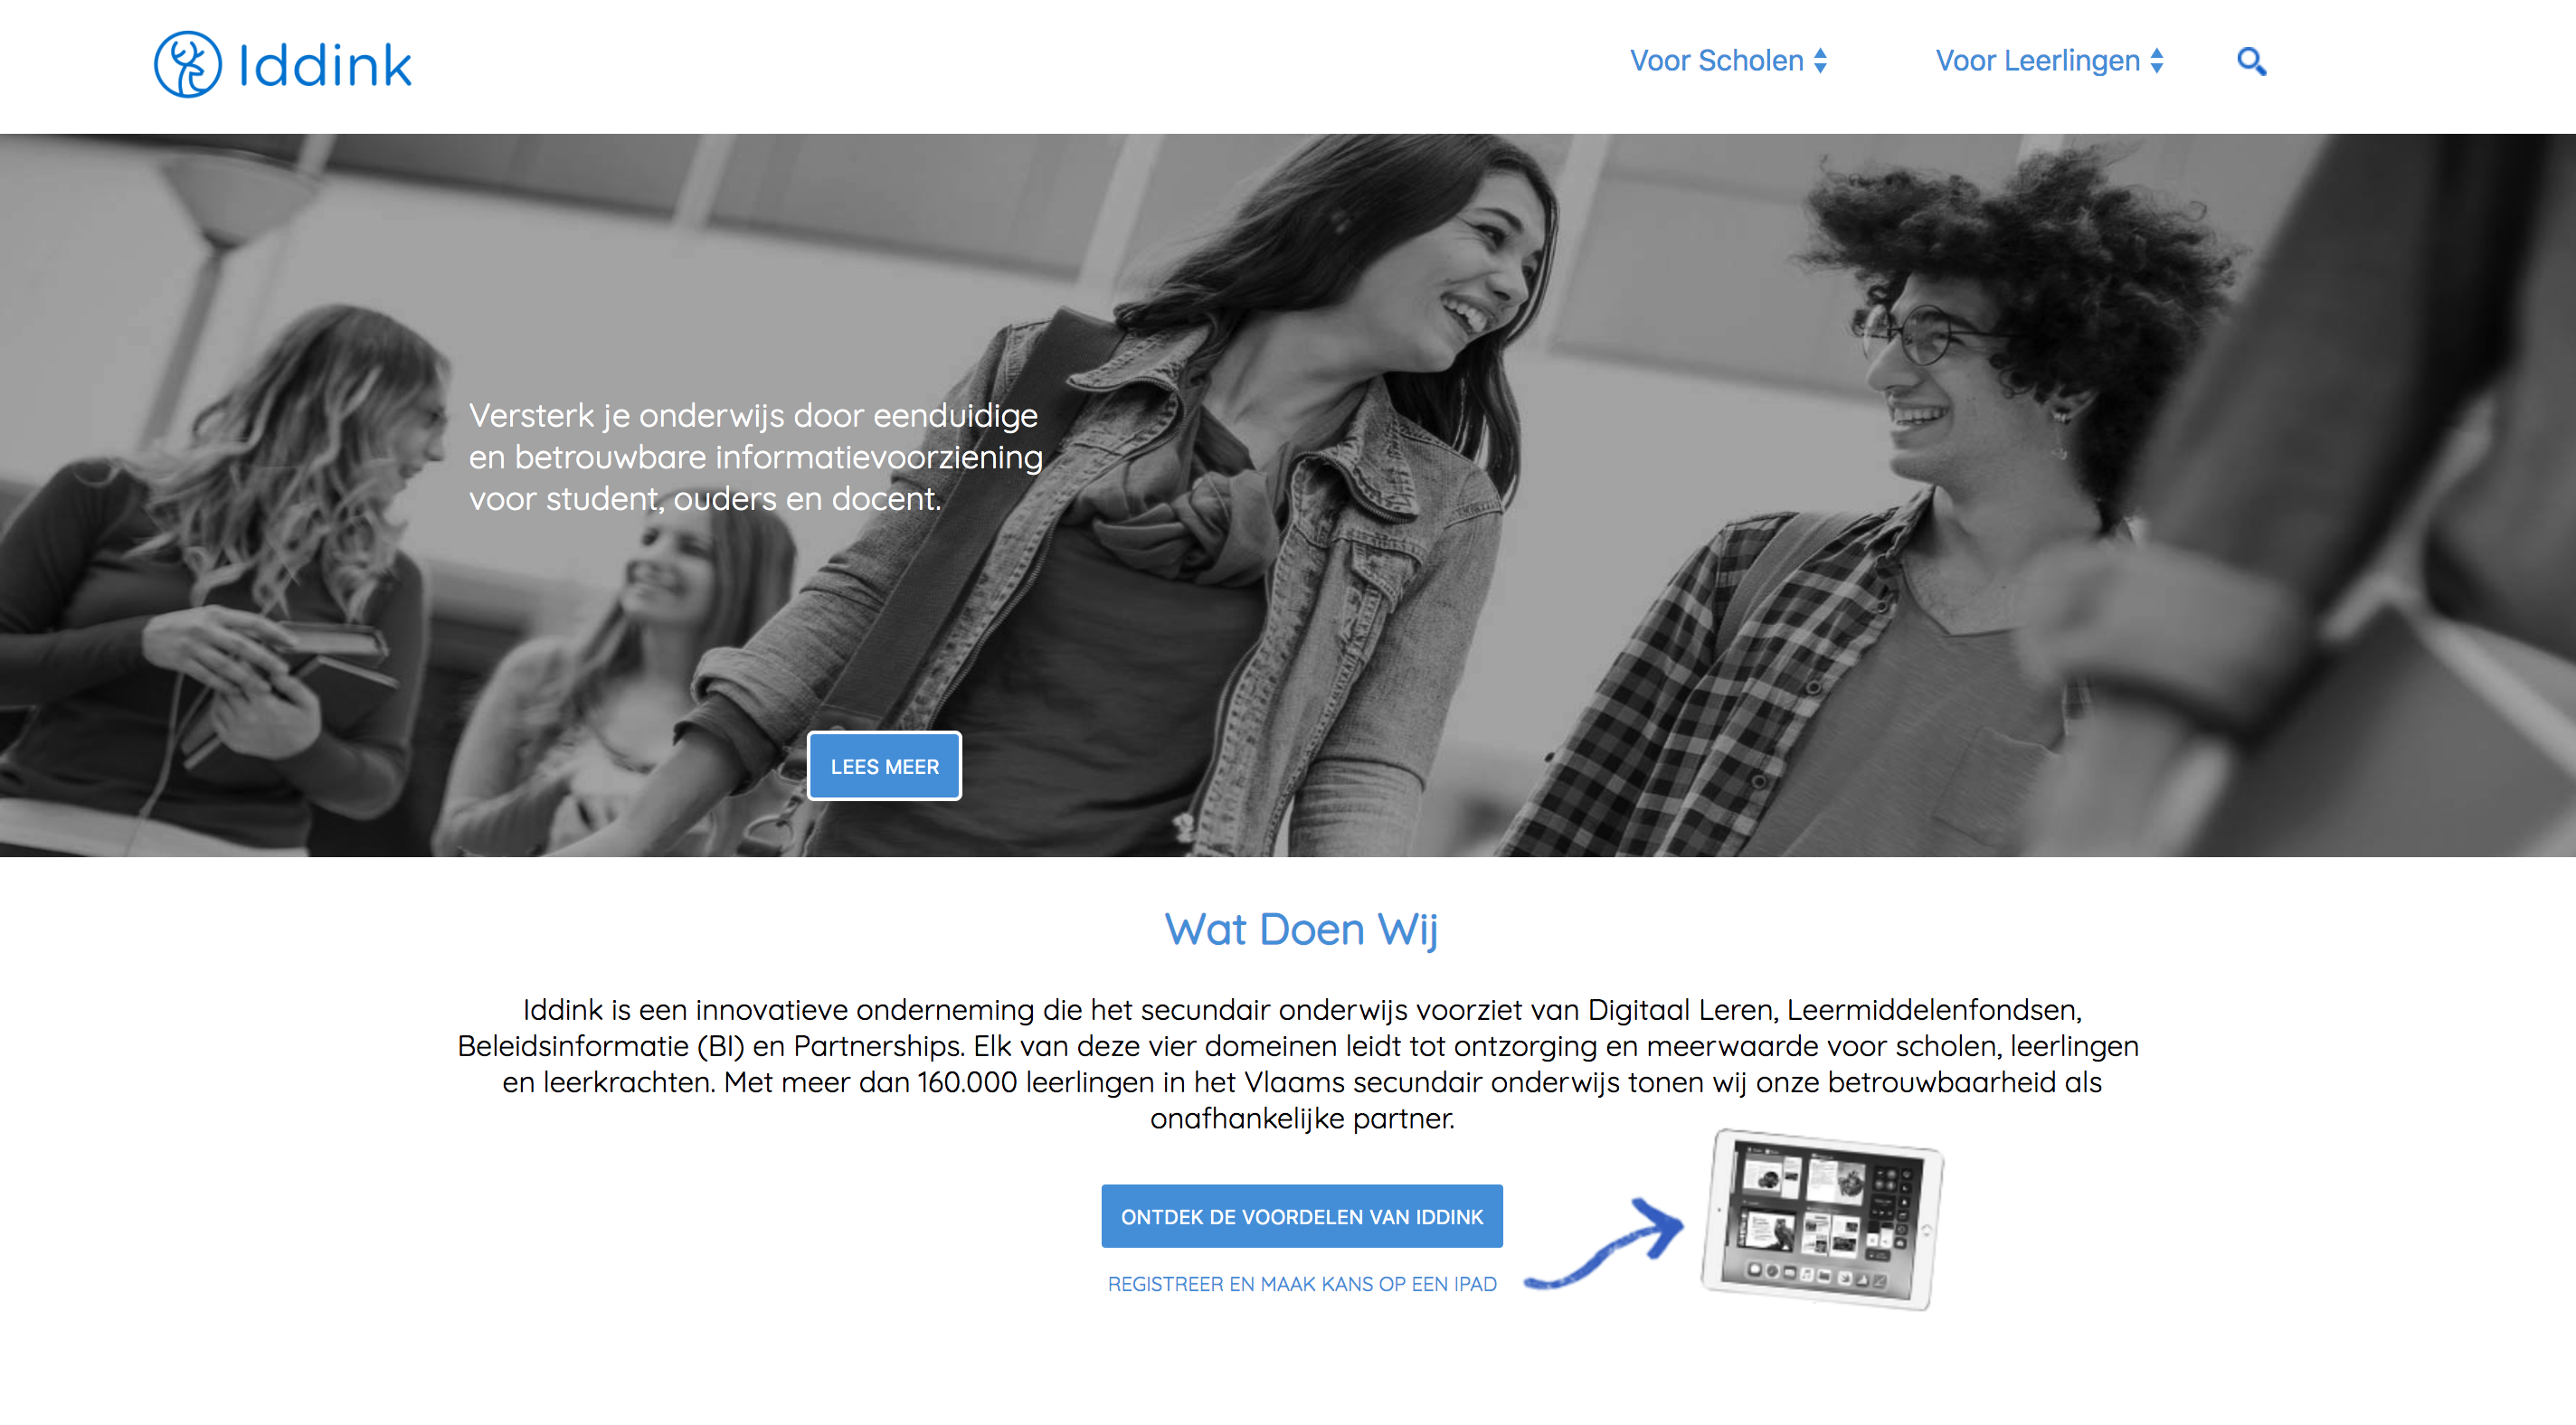 Iddink
Voor Scholen
Voor Leerlingen
Versterk je onderwijs door eenduidige
en betrouwbare informatievoorziening
voor student, ouders en docent.
LEES MEER
Wat Doen Wij
Iddink is een innovatieve onderneming die het secundair onderwijs voorziet van Digitaal Leren, Leermiddelenfondsen,
Beleidsinformatie (BI) en Partnerships. Elk van deze vier domeinen leidt tot ontzorging en meerwaarde voor scholen, leerlingen
en leerkrachten. Met meer dan 160.000 leerlingen in het Vlaams secundair onderwijs tonen wij onze betrouwbaarheid als
onafhankelijke partner.
ONTDEK DE VOORDELEN VAN IDDINK
REGISTREER EN MAAK KANS OP EEN IPAD